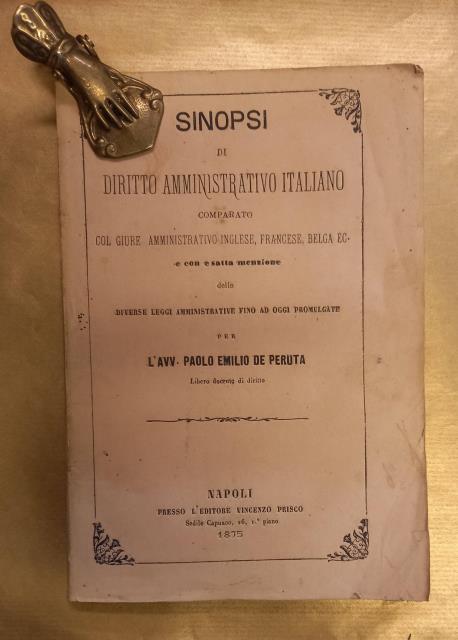 SINOPSI
DI
DIRITTO AMMINISTRATIVO ITALIANO
COMPARATO
COL GIURE AMMINISTRATIVO INGLESE, FRANCESE, BELGA EC.
e con esatta menzione
delle
DIVERSE LEGGI AMMINISTRATIVE FINO AD OGGI PROMULGATE
PER
L'AVV. PAOLO EMILIO DE PERUTA
Libero docente di diritto
NAPOLI
PRESSO L'EDITORE VINCENZO PRISCO
Sedile Capuano, 16, 1.° piano
1875